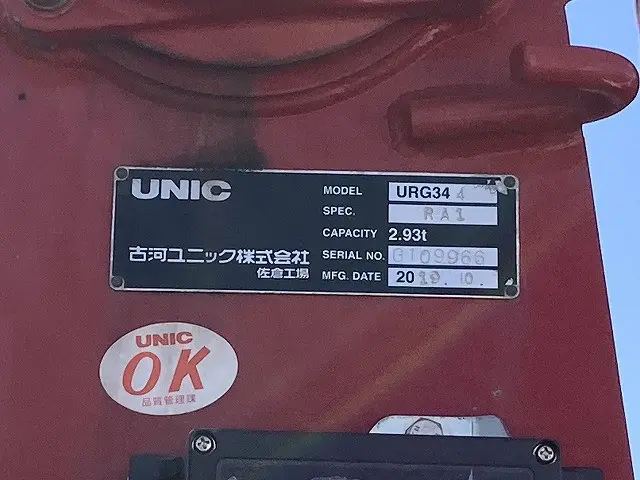 UNIC
MODEL URG344
SPEC. RA1
CAPACITY 2.93t
古河ユニック株式会社
佐倉工場
SERIAL NO. G109966
MFG. DATE 2019.10.
UNIC
OK
品質管理課